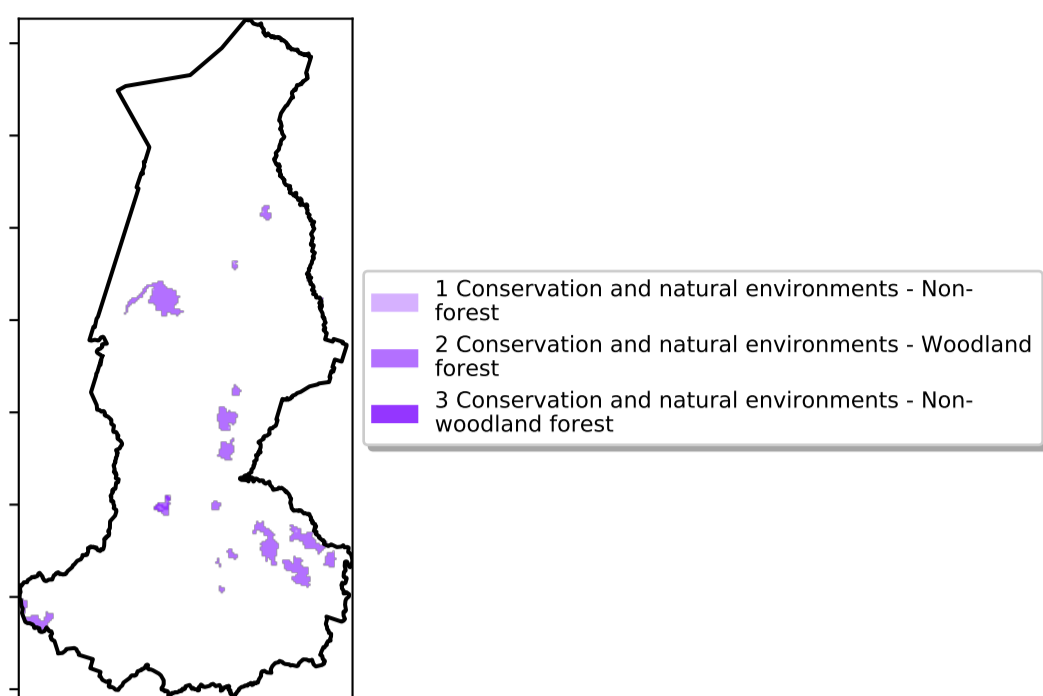 1 Conservation and natural environments - Non-
forest
2 Conservation and natural environments - Woodland
forest
3 Conservation and natural environments - Non-
woodland forest